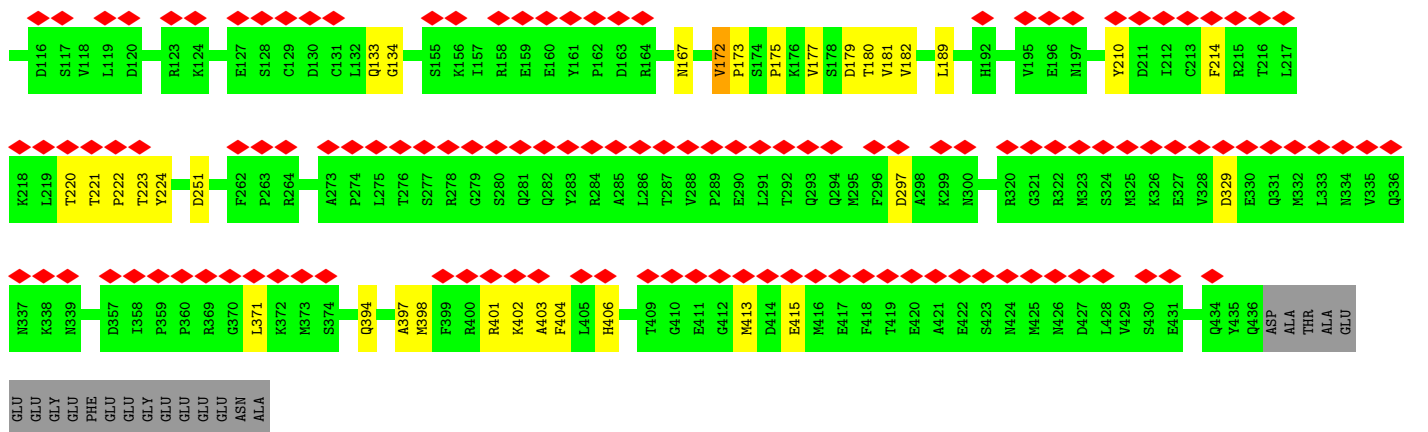 D116 S117 V118 L119 D120 R123 K124 E127 S128 C129 D130 C131 L132 Q133 G134 S155 K156 I157 R158 E159 E160 Y161 P162 D163 R164 N167 V172 P173 S174 P175 K176 V177 S178 D179 T180 V181 V182 L189 H192 V195 E196 N197 Y210 D211 I212 C213 F214 R215 T216 L217
K218 L219 T220 T221 P222 T223 Y224 D251 F262 P263 R264 A273 P274 L275 T276 S277 R278 G279 S280 Q281 Q282 Y283 R284 A285 L286 T287 V288 P289 E290 L291 T292 Q293 Q294 M295 F296 D297 A298 K299 N300 R320 G321 R322 M323 S324 M325 K326 E327 V328 D329 E330 Q331 M332 L333 N334 V335 Q336
N337 K338 N339 D357 I358 P359 P360 R369 G370 L371 K372 M373 S374 Q394 A397 M398 F399 R400 R401 K402 A403 F404 L405 H406 T409 G410 E411 G412 M413 D414 E415 M416 E417 F418 T419 E420 A421 E422 S423 N424 M425 N426 D427 L428 V429 S430 E431 Q434 Y435 Q436 ASP ALA THR ALA GLU
GLU GLU GLY GLU PHE GLU GLU GLY GLU GLU GLU GLU ASN ALA